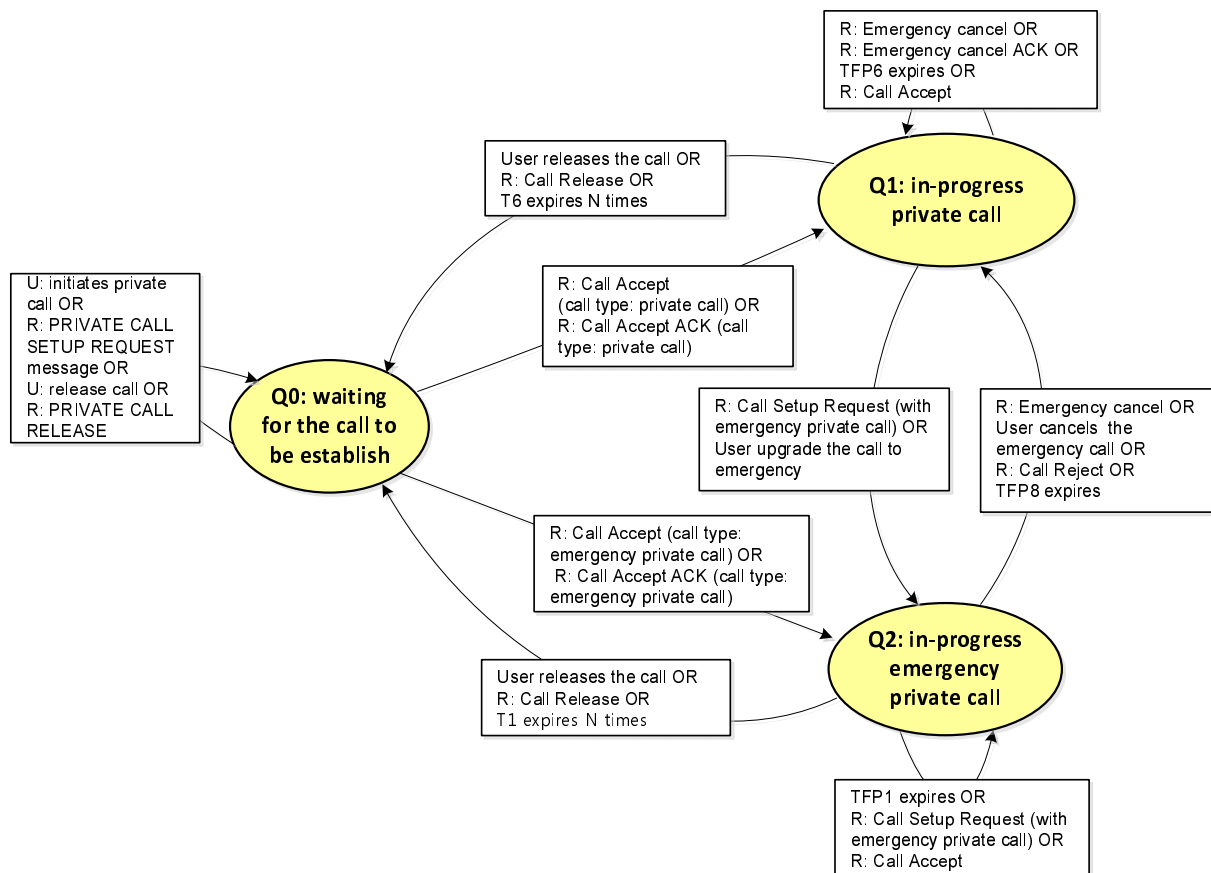 R: Emergency cancel OR
R: Emergency cancel ACK OR
TFP6 expires OR
R: Call Accept
User releases the call OR
R: Call Release OR
T6 expires N times
Q1: in-progress
private call
R: Call Accept
(call type: private call) OR
R: Call Accept ACK (call
type: private call)
U: initiates private
call OR
R: PRIVATE CALL
SETUP REQUEST
message OR
U: release call OR
R: PRIVATE CALL
RELEASE
Q0: waiting
for the call to
be establish
R: Call Setup Request (with
emergency private call) OR
User upgrade the call to
emergency
R: Emergency cancel OR
User cancels the
emergency call OR
R: Call Reject OR
TFP8 expires
R: Call Accept (call type:
emergency private call) OR
R: Call Accept ACK (call type:
emergency private call)
Q2: in-progress
emergency
private call
User releases the call OR
R: Call Release OR
T1 expires N times
TFP1 expires OR
R: Call Setup Request (with
emergency private call) OR
R: Call Accept